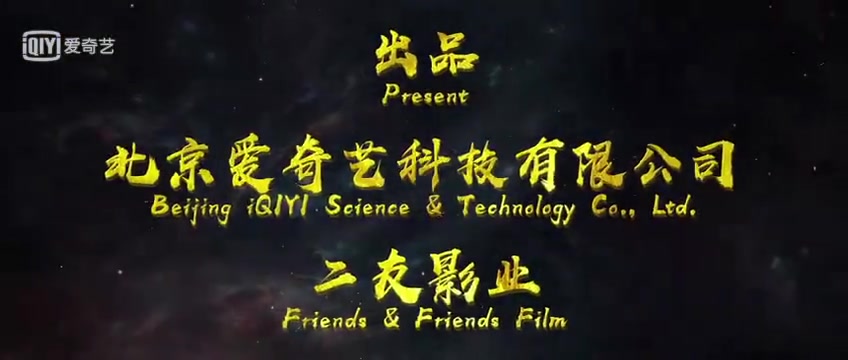 iQIYI 爱奇艺
出品
Present
北京爱奇艺科技有限公司
Beijing iQIYI Science & Technology Co., Ltd.
二友影业
Friends & Friends Film